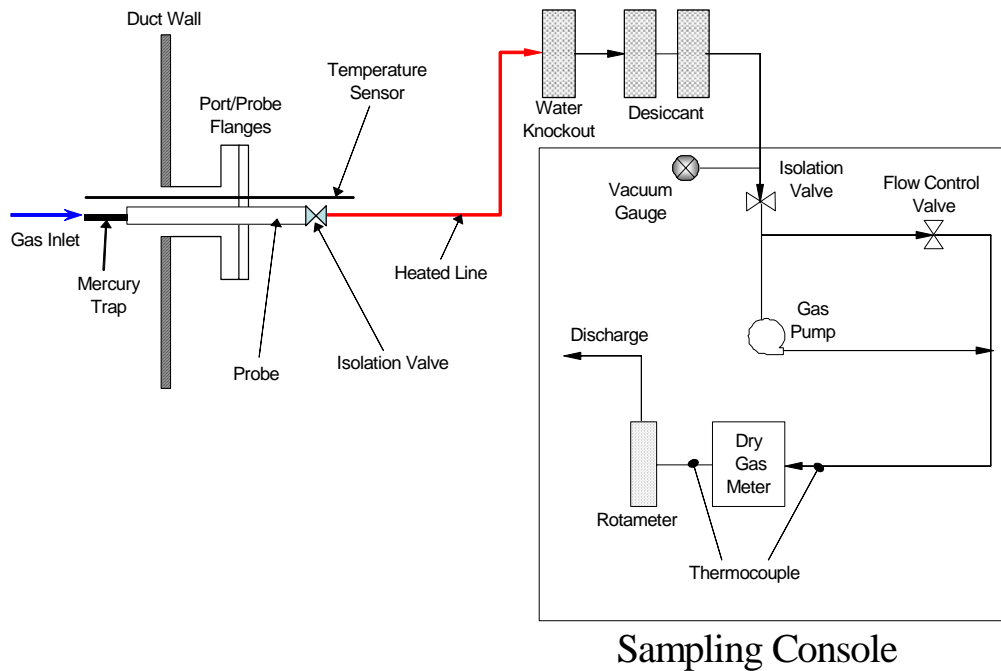 Duct Wall
Temperature
Sensor
Port/Probe
Flanges
Gas Inlet
Mercury
Trap
Probe
Isolation Valve
Heated Line
Water
Knockout
Desiccant
Vacuum
Gauge
Isolation
Valve
Flow Control
Valve
Gas
Pump
Discharge
Dry
Gas
Meter
Rotameter
Thermocouple
Sampling Console